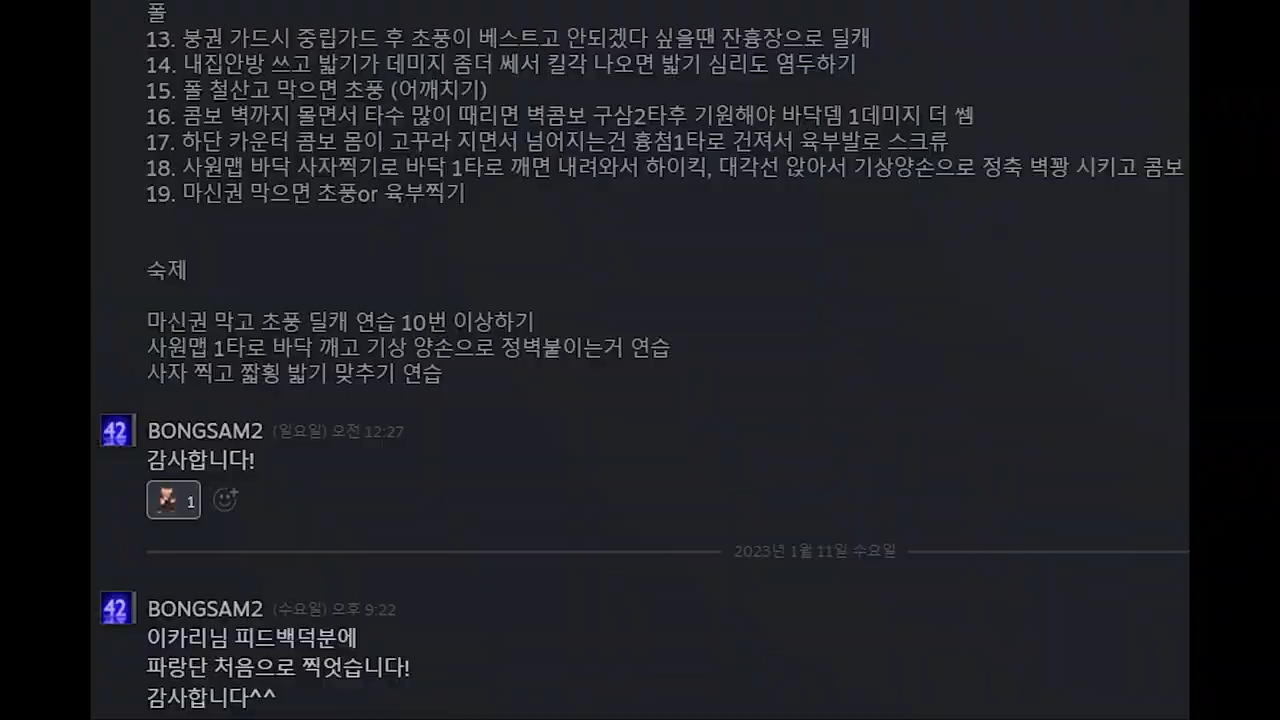 폴
13. 붕권 가드시 중립가드 후 초풍이 베스트고 안되겠다 싶을땐 잔흉장으로 딜캐
14. 내집안방 쓰고 밟기가 데미지 좀더 쎄서 킬각 나오면 밟기 심리도 염두하기
15. 폴 철산고 막으면 초풍 (어깨치기)
16. 콤보 벽까지 몰면서 타수 많이 때리면 벽콤보 구삼2타후 기원해야 바닥뎀 1데미지 더 쎔
17. 하단 카운터 콤보 몸이 고꾸라 지면서 넘어지는건 흉첨1타로 건져서 육부발로 스크류
18. 사원맵 바닥 사자찍기로 바닥 1타로 깨면 내려와서 하이킥, 대각선 앉아서 기상양손으로 정축 벽꽝 시키고 콤보
19. 마신권 막으면 초풍or 육부찍기
숙제
마신권 막고 초풍 딜캐 연습 10번 이상하기
사원맵 1타로 바닥 깨고 기상 양손으로 정벽붙이는거 연습
사자 찍고 짧횡 밟기 맞추기 연습
42 BONGSAM2 (일요일) 오전 12:27
감사합니다!
1
2023년 1월 11일 수요일
42 BONGSAM2 (수요일) 오후 9:22
이카리님 피드백덕분에
파랑단 처음으로 찍엇습니다!
감사합니다^^